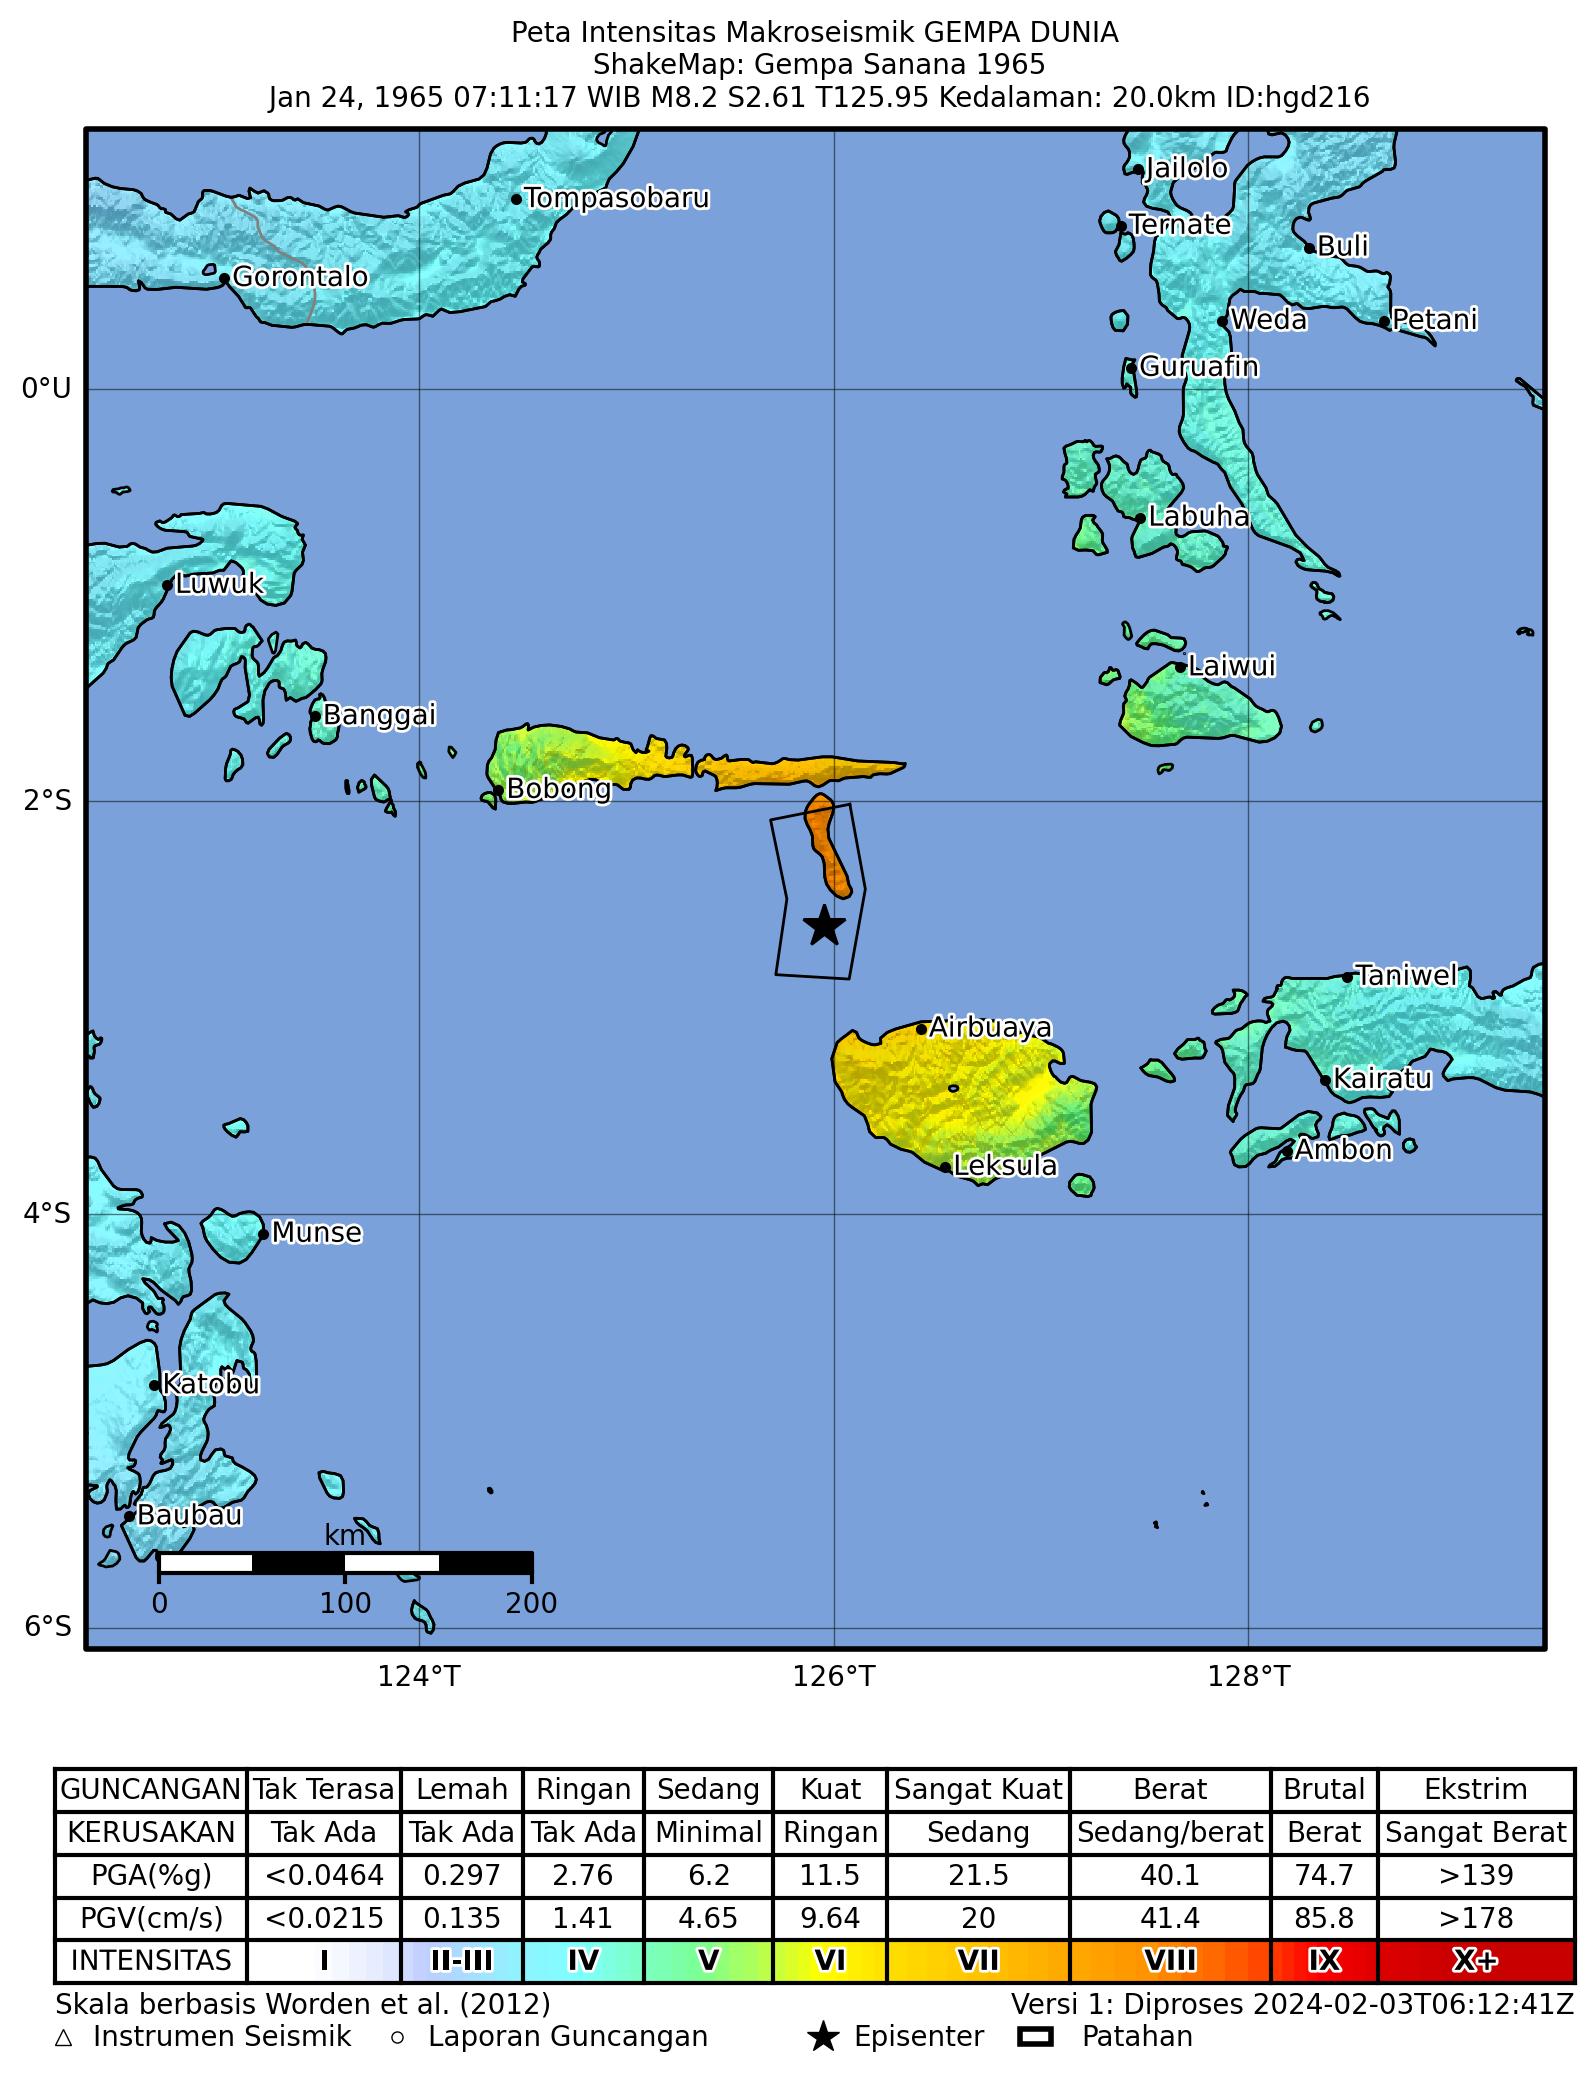 Peta Intensitas Makroseismik GEMPA DUNIA
ShakeMap: Gempa Sanana 1965
Jan 24, 1965 07:11:17 WIB M8.2 S2.61 T125.95 Kedalaman: 20.0km ID:hgd216
Jailolo
Tompasobaru
Ternate
Buli
Gorontalo
Weda
Petani
Guruafin
0°U
Labuha
Luwuk
Laiwui
Banggai
Bobong
2°S
Taniwel
Airbuaya
Kairatu
Ambon
Leksula
4°S
Munse
Katobu
Baubau
km
0 100 200
6°S
124°T 126°T 128°T
GUNCANGAN Tak Terasa Lemah Ringan Sedang Kuat Sangat Kuat Berat Brutal Ekstrim
KERUSAKAN Tak Ada Tak Ada Tak Ada Minimal Ringan Sedang Sedang/berat Berat Sangat Berat
PGA(%g) <0.0464 0.297 2.76 6.2 11.5 21.5 40.1 74.7 >139
PGV(cm/s) <0.0215 0.135 1.41 4.65 9.64 20 41.4 85.8 >178
INTENSITAS I II-III IV V VI VII VIII IX X+
Skala berbasis Worden et al. (2012) Versi 1: Diproses 2024-02-03T06:12:41Z
Instrumen Seismik Laporan Guncangan Episenter Patahan